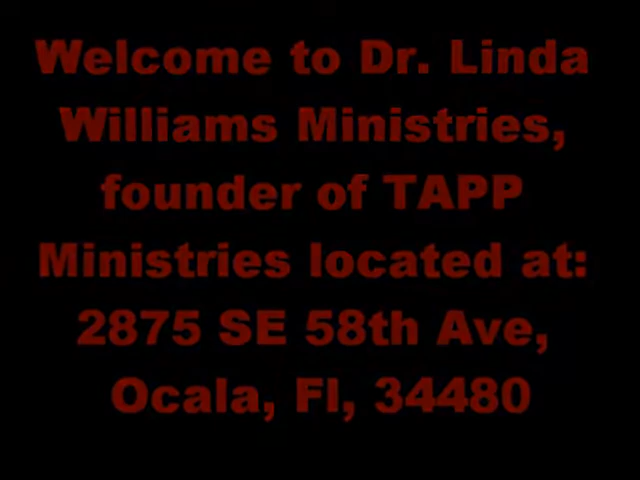 Welcome to Dr. Linda
Williams Ministries,
founder of TAPP
Ministries located at:
2875 SE 58th Ave,
Ocala, Fl, 34480